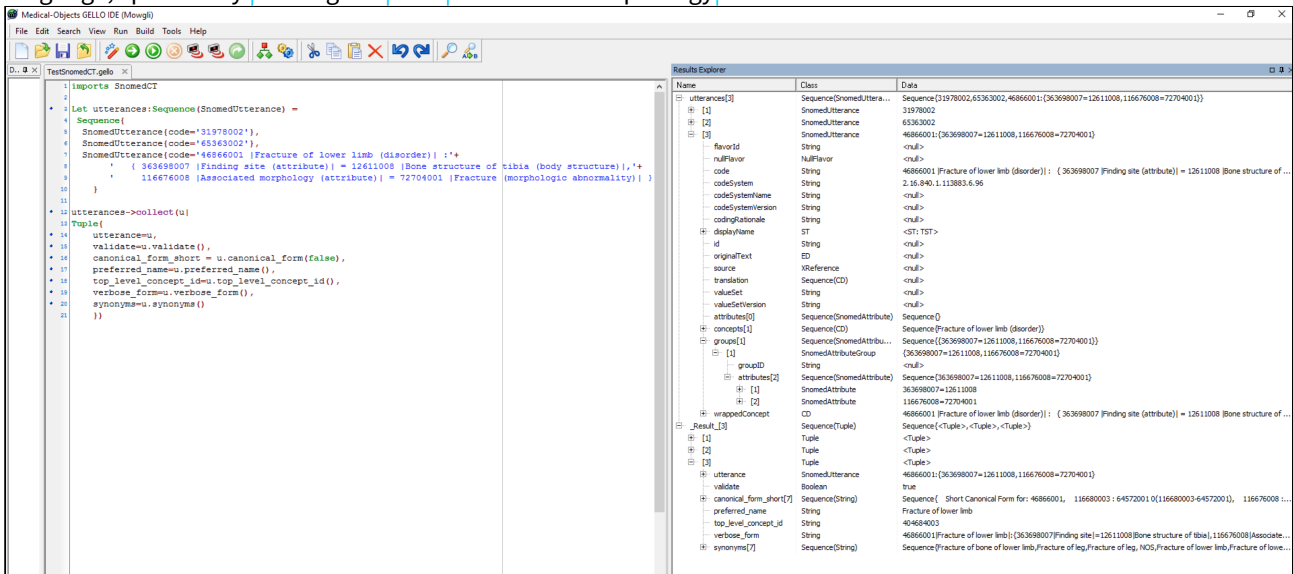 Medical-Objects GELLO IDE (Mowgli)
File Edit Search View Run Build Tools Help
D..
TestSnomedCT.gello
1 imports SnomedCT
2
3 Let utterances:Sequence(SnomedUtterance) =
4 Sequence{
5 SnomedUtterance{code='31978002'},
6 SnomedUtterance{code='65363002'},
7 SnomedUtterance{code='46866001 |Fracture of lower limb (disorder)| :'+
8 ' { 363698007 |Finding site (attribute)| = 12611008 |Bone structure of tibia (body structure)|,'+
9 ' 116676008 |Associated morphology (attribute)| = 72704001 |Fracture (morphologic abnormality)| }
10 }
11
12 utterances->collect(u|
13 Tuple{
14 utterance=u,
15 validate=u.validate(),
16 canonical_form_short = u.canonical_form(false),
17 preferred_name=u.preferred_name(),
18 top_level_concept_id=u.top_level_concept_id(),
19 verbose_form=u.verbose_form(),
20 synonyms=u.synonyms()
21 })
Results Explorer
Name Class Data
utterances[3] Sequence(SnomedUttera... Sequence{31978002,65363002,46866001:{363698007=12611008,116676008=72704001}}
[1] SnomedUtterance 31978002
[2] SnomedUtterance 65363002
[3] SnomedUtterance 46866001:{363698007=12611008,116676008=72704001}
flavorId String <null>
nullFlavor NullFlavor <null>
code String 46866001 |Fracture of lower limb (disorder)| : { 363698007 |Finding site (attribute)| = 12611008 |Bone structure of ...
codeSystem String 2.16.840.1.113883.6.96
codeSystemName String <null>
codeSystemVersion String <null>
codingRationale String <null>
displayName ST <ST: TST>
id String <null>
originalText ED <null>
source XReference <null>
translation Sequence(CD) <null>
valueSet String <null>
valueSetVersion String <null>
attributes[0] Sequence(SnomedAttribute) Sequence{}
concepts[1] Sequence(CD) Sequence{Fracture of lower limb (disorder)}
groups[1] Sequence(SnomedAttribu... Sequence{{363698007=12611008,116676008=72704001}}
[1] SnomedAttributeGroup {363698007=12611008,116676008=72704001}
groupID String <null>
attributes[2] Sequence(SnomedAttribute) Sequence{363698007=12611008,116676008=72704001}
[1] SnomedAttribute 363698007=12611008
[2] SnomedAttribute 116676008=72704001
wrappedConcept CD 46866001 |Fracture of lower limb (disorder)| : { 363698007 |Finding site (attribute)| = 12611008 |Bone structure of ...
_Result_[3] Sequence(Tuple) Sequence{<Tuple>,<Tuple>,<Tuple>}
[1] Tuple <Tuple>
[2] Tuple <Tuple>
[3] Tuple <Tuple>
utterance SnomedUtterance 46866001:{363698007=12611008,116676008=72704001}
validate Boolean true
canonical_form_short[7] Sequence(String) Sequence{ Short Canonical Form for: 46866001, 116680003 : 64572001 0(116680003-64572001), 116676008 :...
preferred_name String Fracture of lower limb
top_level_concept_id String 404684003
verbose_form String 46866001|Fracture of lower limb|:{363698007|Finding site|=12611008|Bone structure of tibia|,116676008|Associate...
synonyms[7] Sequence(String) Sequence{Fracture of bone of lower limb,Fracture of leg,Fracture of leg, NOS,Fracture of lower limb,Fracture of lowe...